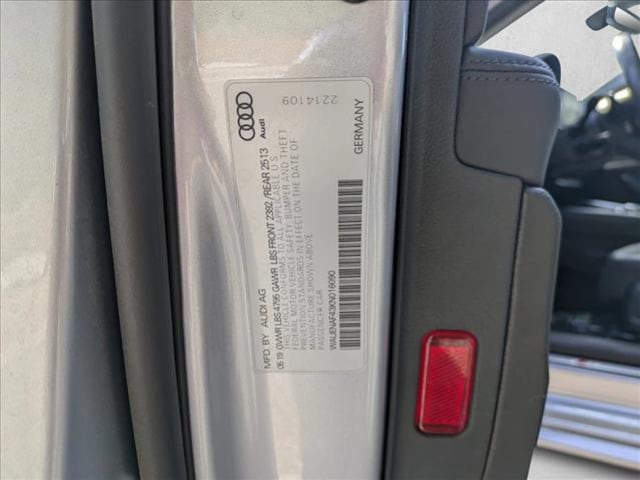 MFD BY AUDI AG
05 19 GVWR LBS 4795 GAWR LBS FRONT 2392 / REAR 2513
THIS VEHICLE CONFORMS TO ALL APPLICABLE U S
FEDERAL MOTOR VEHICLE SAFETY, BUMPER AND THEFT
PREVENTION STANDARDS IN EFFECT ON THE DATE OF
MANUFACTURE SHOWN ABOVE
PASSENGER CAR
WAUENAF43KN016090
Audi
2214109
GERMANY